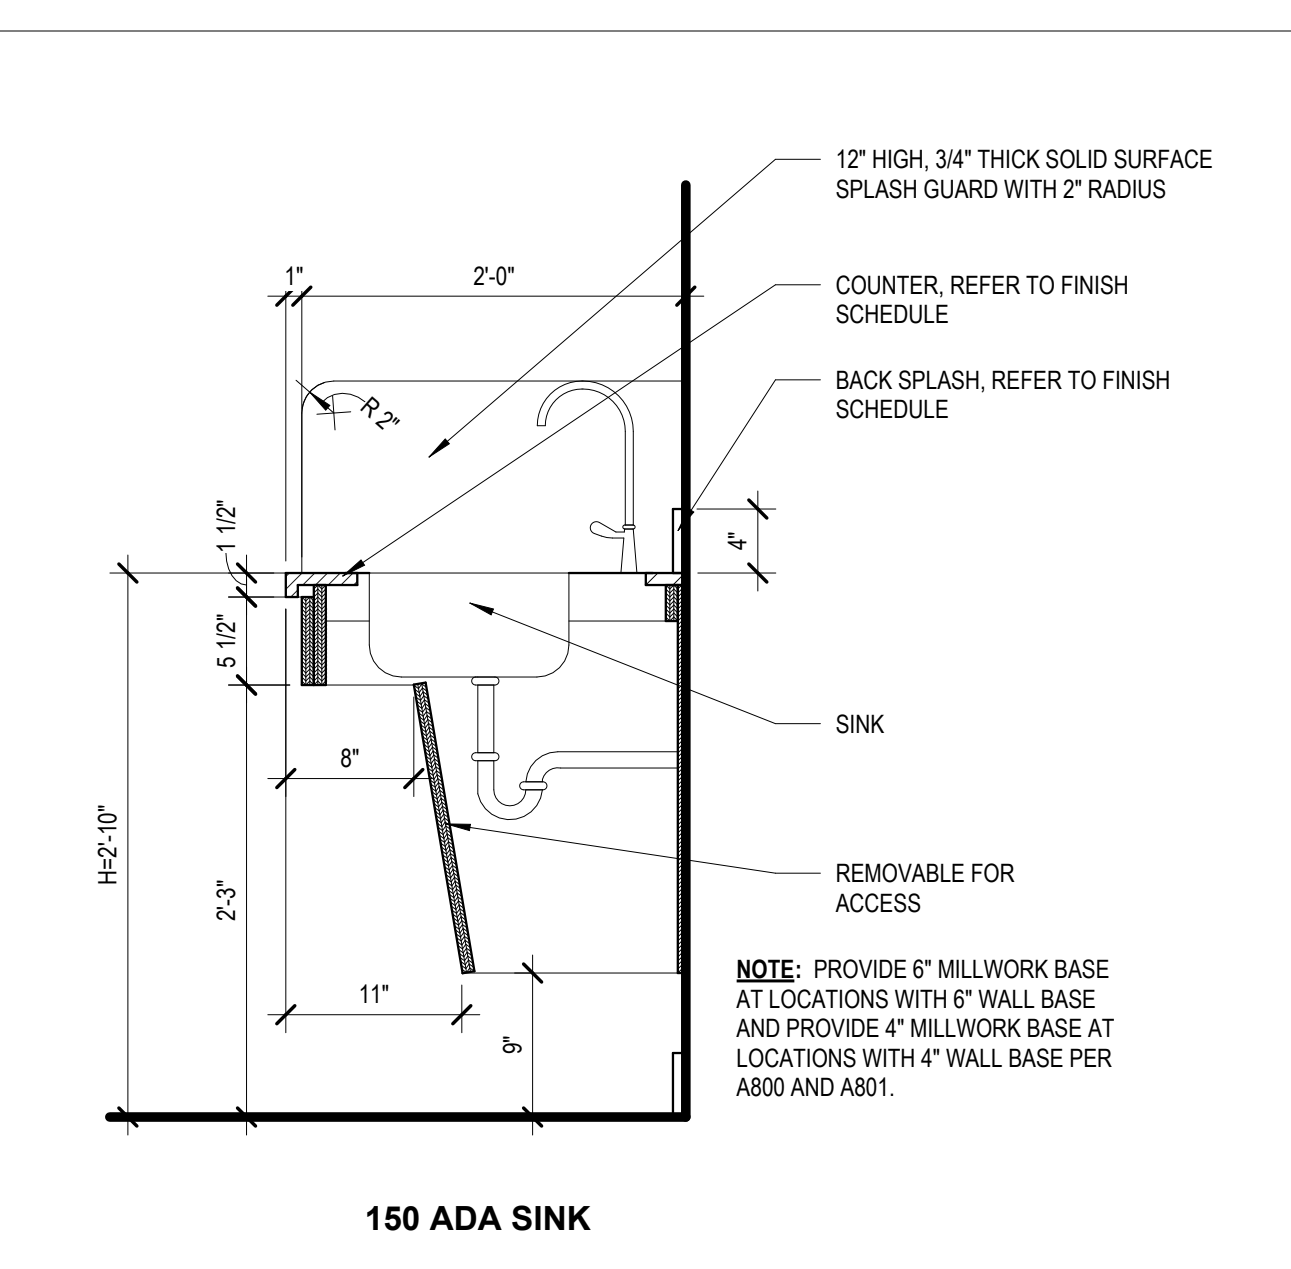 12" HIGH, 3/4" THICK SOLID SURFACE
SPLASH GUARD WITH 2" RADIUS
1"
2'-0"
COUNTER, REFER TO FINISH
SCHEDULE
BACK SPLASH, REFER TO FINISH
SCHEDULE
R 2"
1 1/2"
4"
5 1/2"
SINK
8"
H=2'-10"
2'-3"
REMOVABLE FOR
ACCESS
11"
9"
NOTE: PROVIDE 6" MILLWORK BASE
AT LOCATIONS WITH 6" WALL BASE
AND PROVIDE 4" MILLWORK BASE AT
LOCATIONS WITH 4" WALL BASE PER
A800 AND A801.
150 ADA SINK